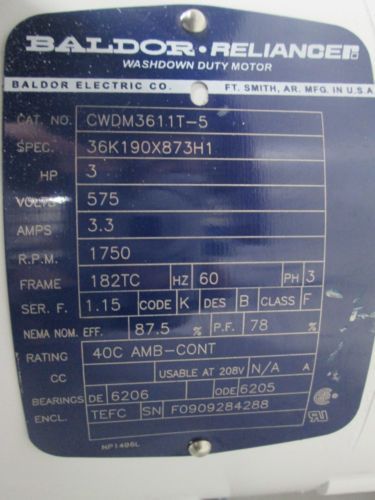 BALDOR • RELIANCE
WASHDOWN DUTY MOTOR
BALDOR ELECTRIC CO. FT. SMITH, AR. MFG. IN U.S.A
CAT. NO. CWDM3611T-5
SPEC. 36K190X873H1
HP 3
VOLTS 575
AMPS 3.3
R.P.M. 1750
FRAME 182TC HZ 60 PH 3
SER. F. 1.15 CODE K DES B CLASS F
NEMA NOM. EFF. 87.5 % P.F. 78 %
RATING 40C AMB-CONT
CC USABLE AT 208V N/A A
BEARINGS DE 6206 ODE 6205
ENCL. TEFC SN F0909284288
NP1486L